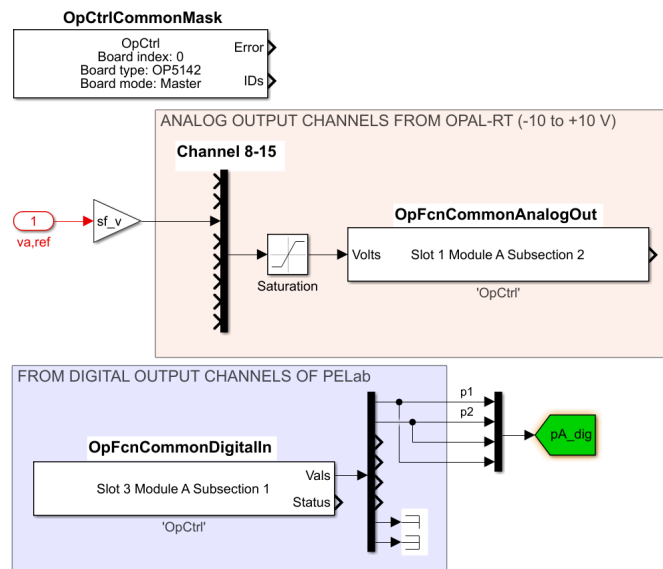 OpCtrlCommonMask
OpCtrl
Board index: 0
Board type: OP5142
Board mode: Master
Error
IDs
ANALOG OUTPUT CHANNELS FROM OPAL-RT (-10 to +10 V)
Channel 8-15
1
va,ref
sf_v
Saturation
OpFcnCommonAnalogOut
Volts
Slot 1 Module A Subsection 2
'OpCtrl'
FROM DIGITAL OUTPUT CHANNELS OF PELab
OpFcnCommonDigitalIn
Slot 3 Module A Subsection 1
Vals
Status
'OpCtrl'
p1
p2
pA_dig